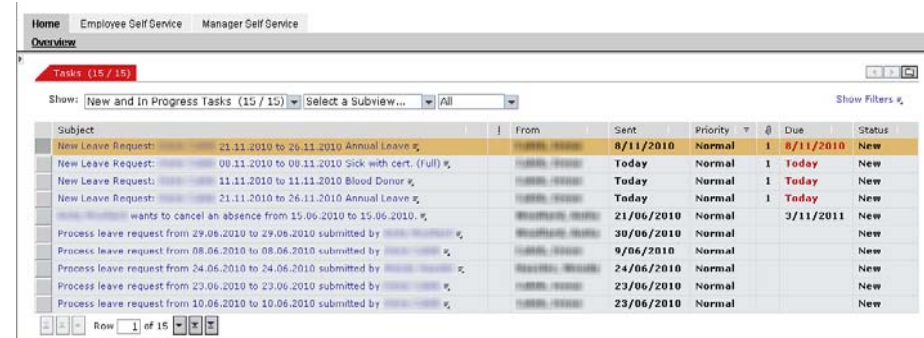 Home Employee Self Service Manager Self Service
Overview
Tasks (15 / 15)
Show: New and In Progress Tasks (15 / 15) Select a Subview... All Show Filters
Subject ! From Sent Priority Due Status
New Leave Request: 21.11.2010 to 26.11.2010 Annual Leave 8/11/2010 Normal 1 8/11/2010 New
New Leave Request: 08.11.2010 to 08.11.2010 Sick with cert. (Full) Today Normal 1 Today New
New Leave Request: 11.11.2010 to 11.11.2010 Blood Donor Today Normal 1 Today New
New Leave Request: 21.11.2010 to 26.11.2010 Annual Leave Today Normal 1 Today New
wants to cancel an absence from 15.06.2010 to 15.06.2010. 21/06/2010 Normal 3/11/2011 New
Process leave request from 29.06.2010 to 29.06.2010 submitted by 30/06/2010 Normal New
Process leave request from 08.06.2010 to 08.06.2010 submitted by 9/06/2010 Normal New
Process leave request from 24.06.2010 to 24.06.2010 submitted by 24/06/2010 Normal New
Process leave request from 23.06.2010 to 23.06.2010 submitted by 23/06/2010 Normal New
Process leave request from 10.06.2010 to 10.06.2010 submitted by 23/06/2010 Normal New
Row 1 of 15